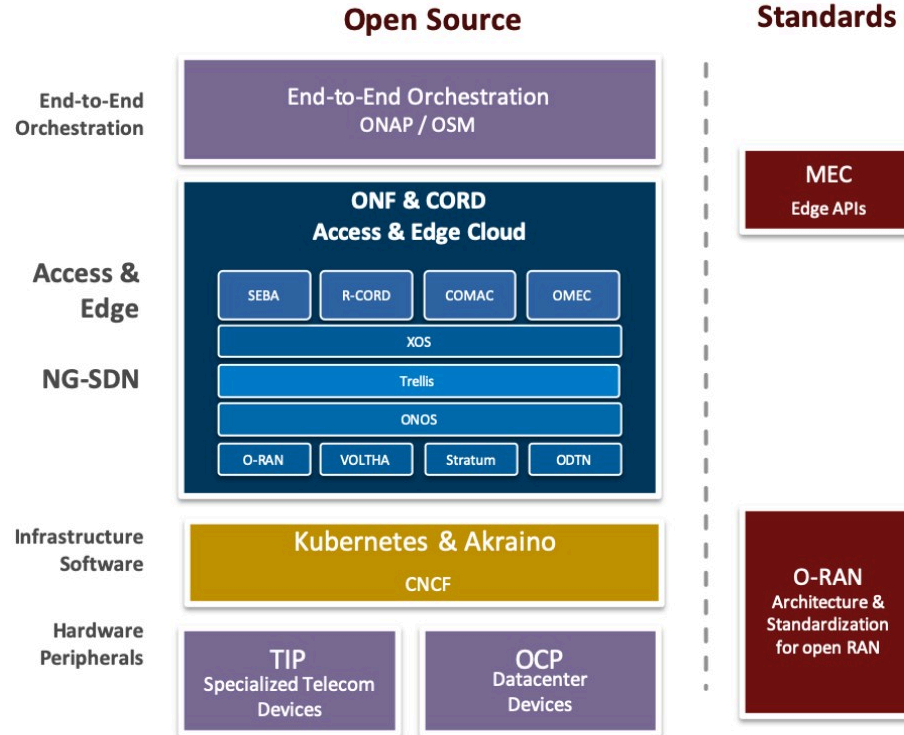 Open Source
Standards
End-to-End
Orchestration
End-to-End Orchestration
ONAP / OSM
MEC
Edge APIs
ONF & CORD
Access & Edge Cloud
Access &
Edge
SEBA
R-CORD
COMAC
OMEC
XOS
NG-SDN
Trellis
ONOS
O-RAN
VOLTHA
Stratum
ODTN
Infrastructure
Software
Kubernetes & Akraino
CNCF
O-RAN
Architecture &
Standardization
for open RAN
Hardware
Peripherals
TIP
Specialized Telecom
Devices
OCP
Datacenter
Devices